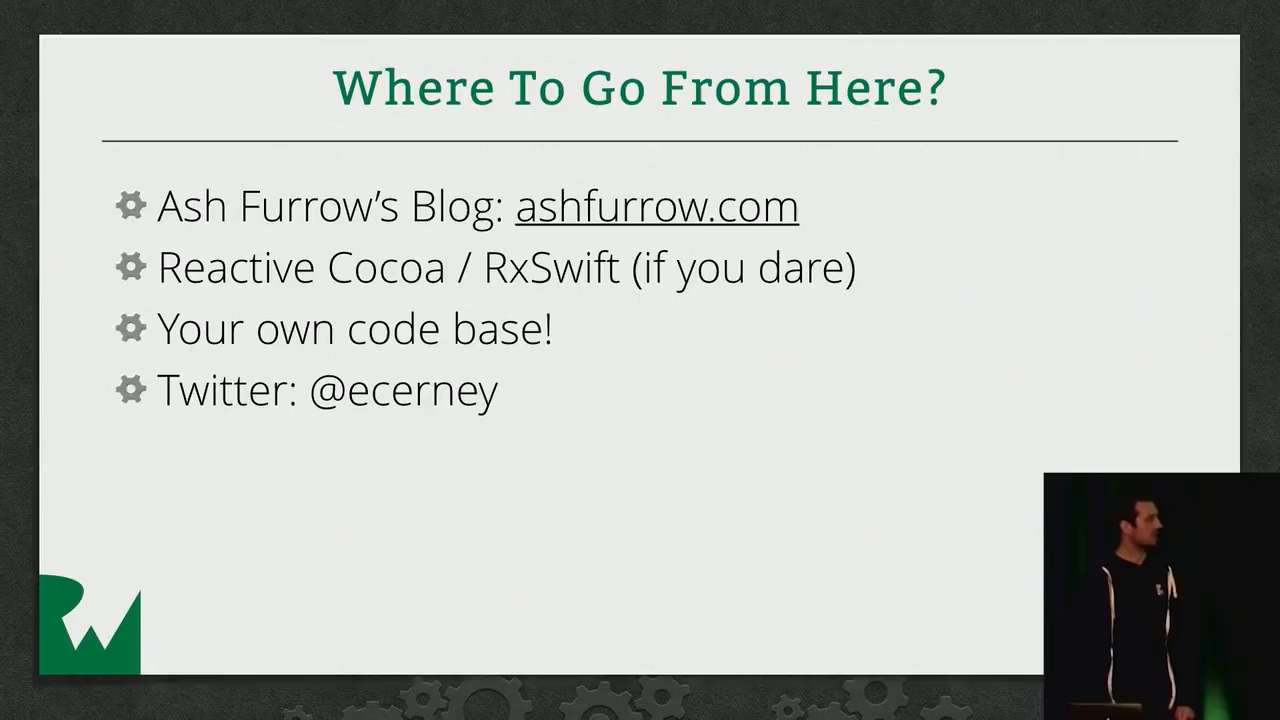 Where To Go From Here?
Ash Furrow’s Blog: ashfurrow.com
Reactive Cocoa / RxSwift (if you dare)
Your own code base!
Twitter: @ecerney
RW